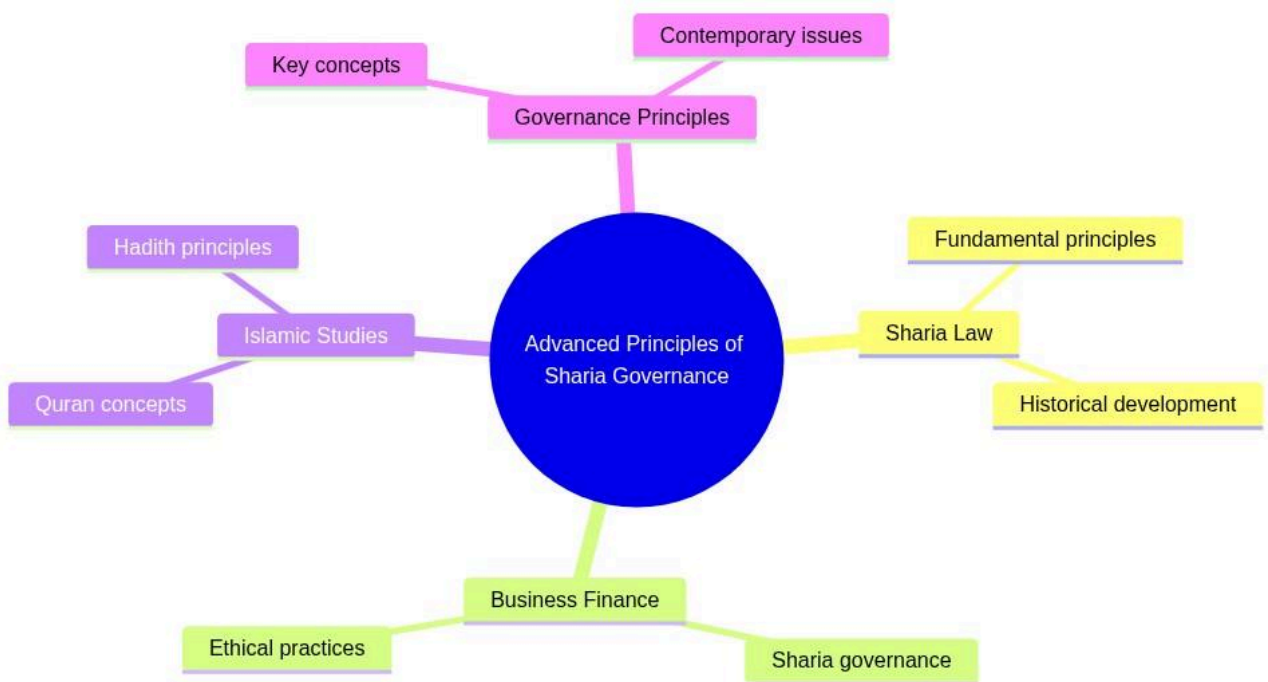 Contemporary issues
Key concepts
Governance Principles
Hadith principles
Fundamental principles
Islamic Studies
Sharia Law
Advanced Principles of
Sharia Governance
Quran concepts
Historical development
Business Finance
Ethical practices
Sharia governance